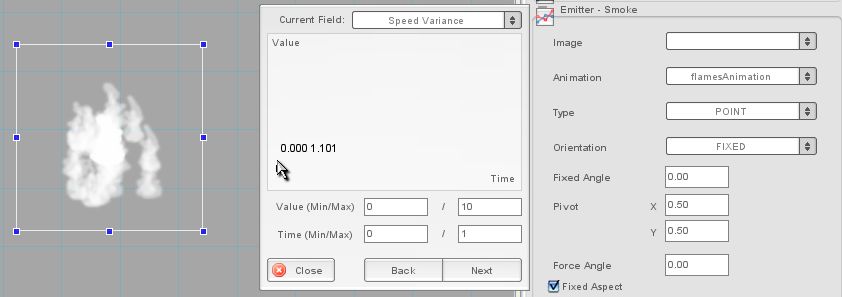 Current Field: Speed Variance
Value
0.000 1.101
Time
Value (Min/Max) 0 / 10
Time (Min/Max) 0 / 1
Close Back Next
Emitter - Smoke
Image
Animation flamesAnimation
Type POINT
Orientation FIXED
Fixed Angle 0.00
Pivot X 0.50
Y 0.50
Force Angle 0.00
Fixed Aspect